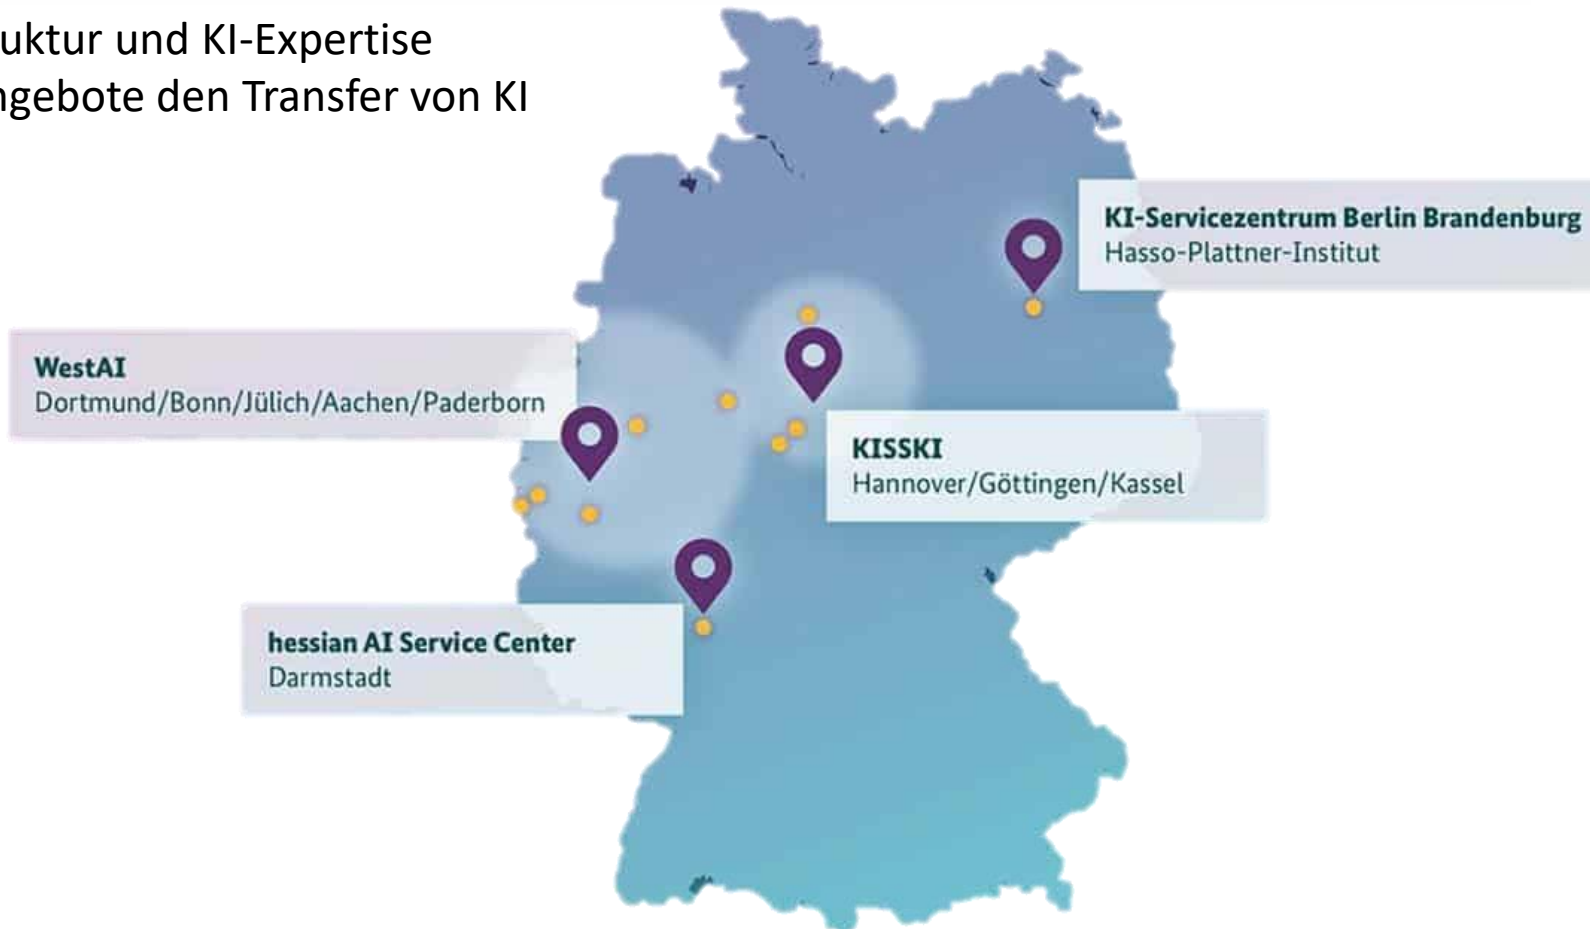 uktur und KI-Expertise
ngebote den Transfer von KI
KI-Servicezentrum Berlin Brandenburg
Hasso-Plattner-Institut
WestAI
Dortmund/Bonn/Jülich/Aachen/Paderborn
KISSKI
Hannover/Göttingen/Kassel
hessian AI Service Center
Darmstadt